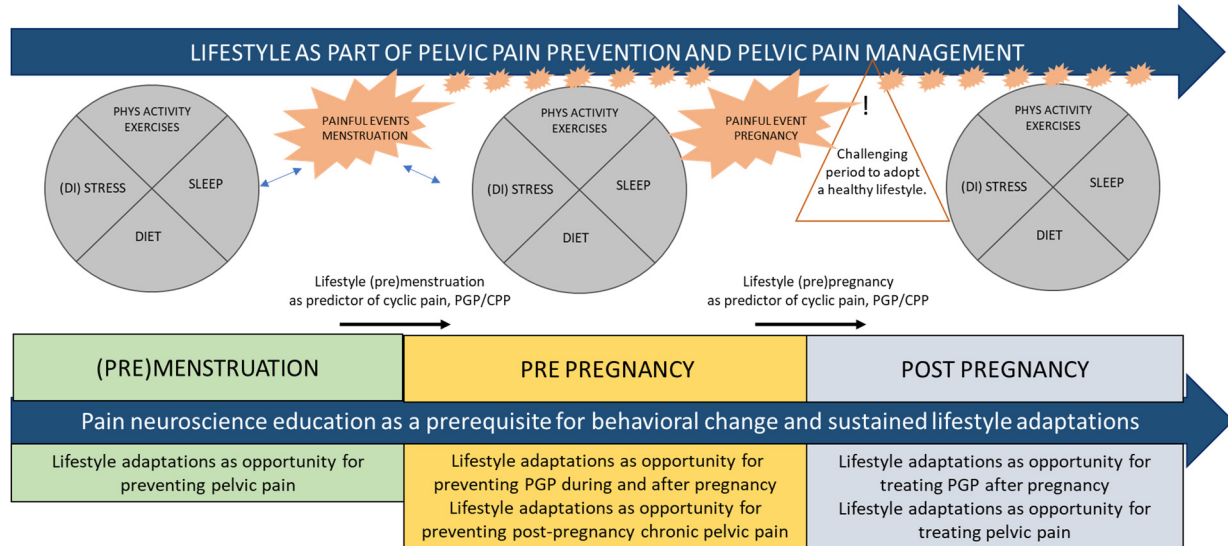 LIFESTYLE AS PART OF PELVIC PAIN PREVENTION AND PELVIC PAIN MANAGEMENT
PHYS ACTIVITY
EXERCISES
(DI) STRESS
SLEEP
DIET
PAINFUL EVENTS
MENSTRUATION
PHYS ACTIVITY
EXERCISES
(DI) STRESS
SLEEP
DIET
PAINFUL EVENT
PREGNANCY
!
Challenging
period to adopt
a healthy lifestyle.
PHYS ACTIVITY
EXERCISES
(DI) STRESS
SLEEP
DIET
Lifestyle (pre)menstruation
as predictor of cyclic pain, PGP/CPP
Lifestyle (pre)pregnancy
as predictor of cyclic pain, PGP/CPP
(PRE)MENSTRUATION
PRE PREGNANCY
POST PREGNANCY
Pain neuroscience education as a prerequisite for behavioral change and sustained lifestyle adaptations
Lifestyle adaptations as opportunity for
preventing pelvic pain
Lifestyle adaptations as opportunity for
preventing PGP during and after pregnancy
Lifestyle adaptations as opportunity for
preventing post-pregnancy chronic pelvic pain
Lifestyle adaptations as opportunity for
treating PGP after pregnancy
Lifestyle adaptations as opportunity for
treating pelvic pain